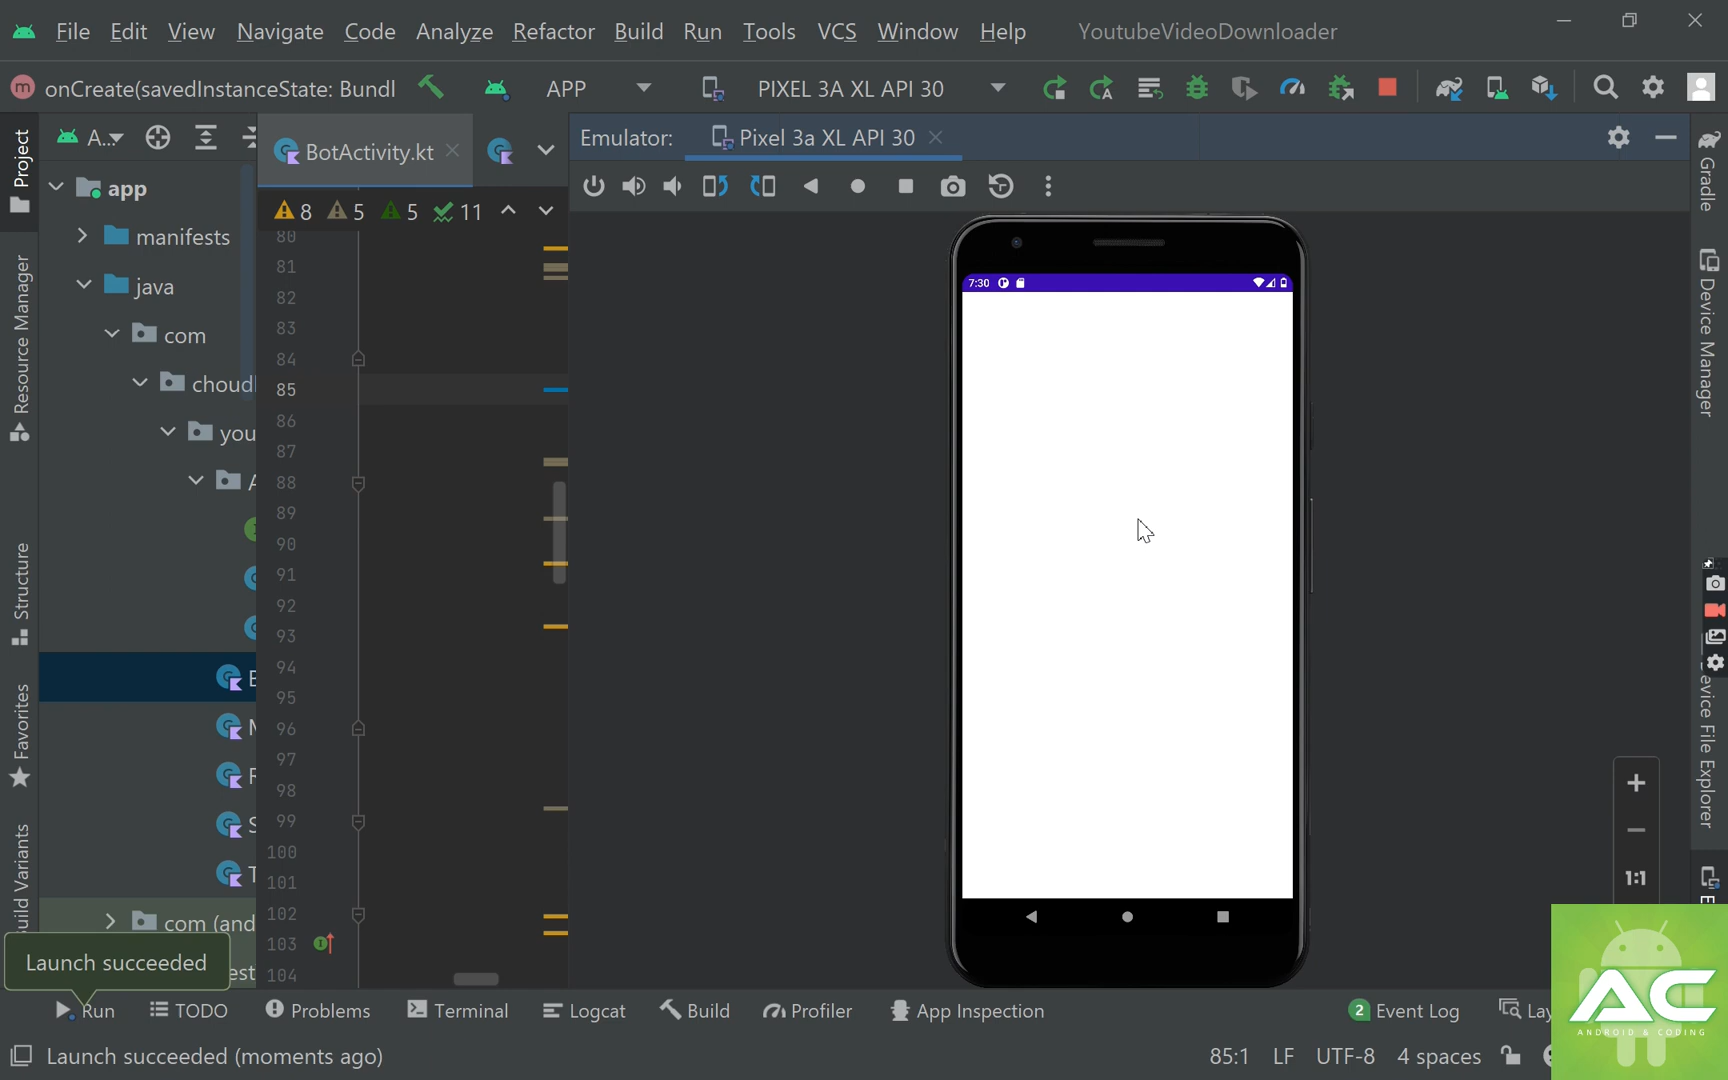 File Edit View Navigate Code Analyze Refactor Build Run Tools VCS Window Help YoutubeVideoDownloader
onCreate(savedInstanceState: Bundl APP PIXEL 3A XL API 30
A... BotActivity.kt Emulator: Pixel 3a XL API 30
Project
Resource Manager
Structure
Favorites
uild Variants
app
manifests
java
com
choudl
you
A
B
M
R
S
T
com (and
est
8 5 5 11
80
81
82
83
84
85
86
87
88
89
90
91
92
93
94
95
96
97
98
99
100
101
102
103
104
7:30
1:1
Gradle
Device Manager
evice File Explorer
E
Launch succeeded
Run TODO Problems Terminal Logcat Build Profiler App Inspection 2 Event Log Lay
Launch succeeded (moments ago) 85:1 LF UTF-8 4 spaces
AC
ANDROID & CODING